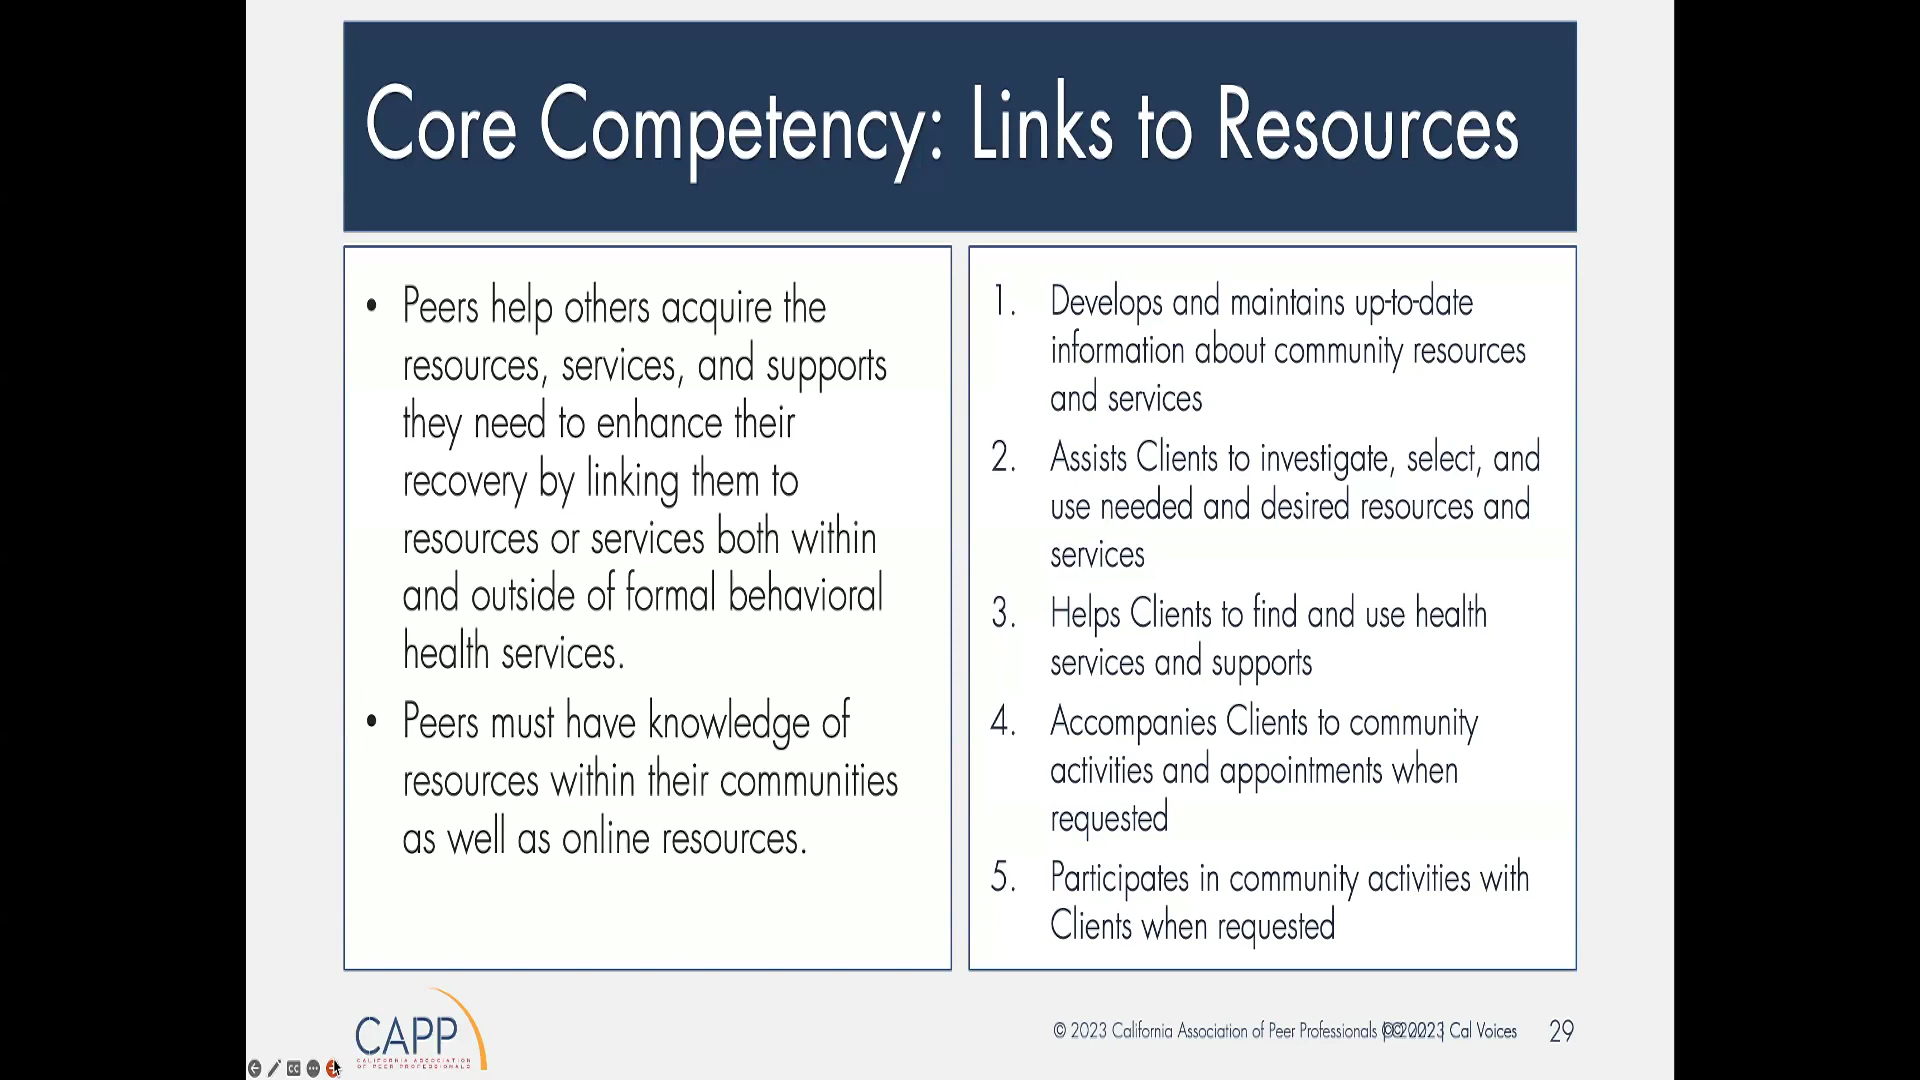 Core Competency: Links to Resources
• Peers help others acquire the
resources, services, and supports
they need to enhance their
recovery by linking them to
resources or services both within
and outside of formal behavioral
health services.
• Peers must have knowledge of
resources within their communities
as well as online resources.
1. Develops and maintains up-to-date
information about community resources
and services
2. Assists Clients to investigate, select, and
use needed and desired resources and
services
3. Helps Clients to find and use health
services and supports
4. Accompanies Clients to community
activities and appointments when
requested
5. Participates in community activities with
Clients when requested
CAPP
CALIFORNIA ASSOCIATION
OF PEER PROFESSIONALS
© 2023 California Association of Peer Professionals Cal Voices
29